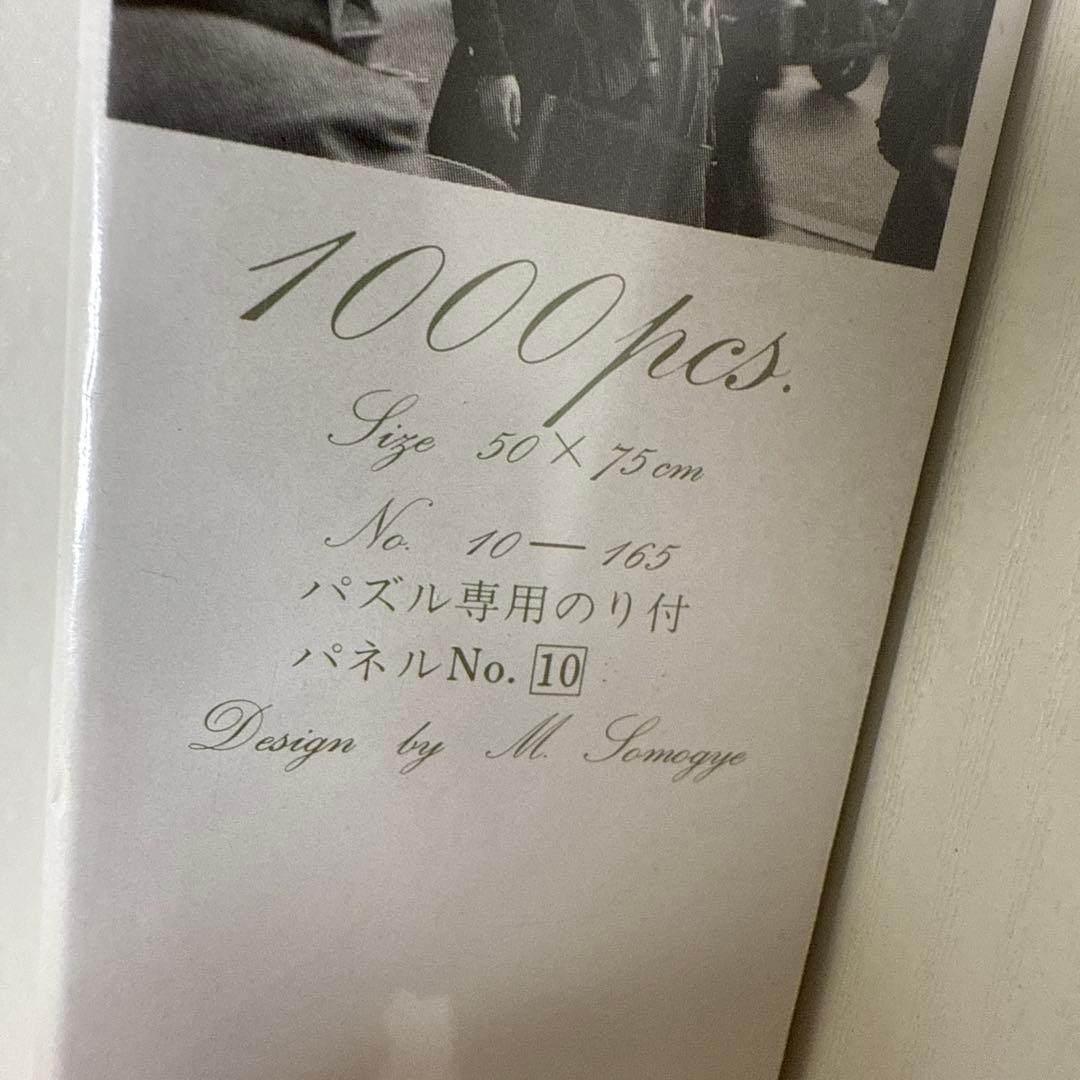 1000pcs.
Size 50×75cm
No. 10—165
パズル専用のり付
パネルNo. 10
Design by M. Somogye